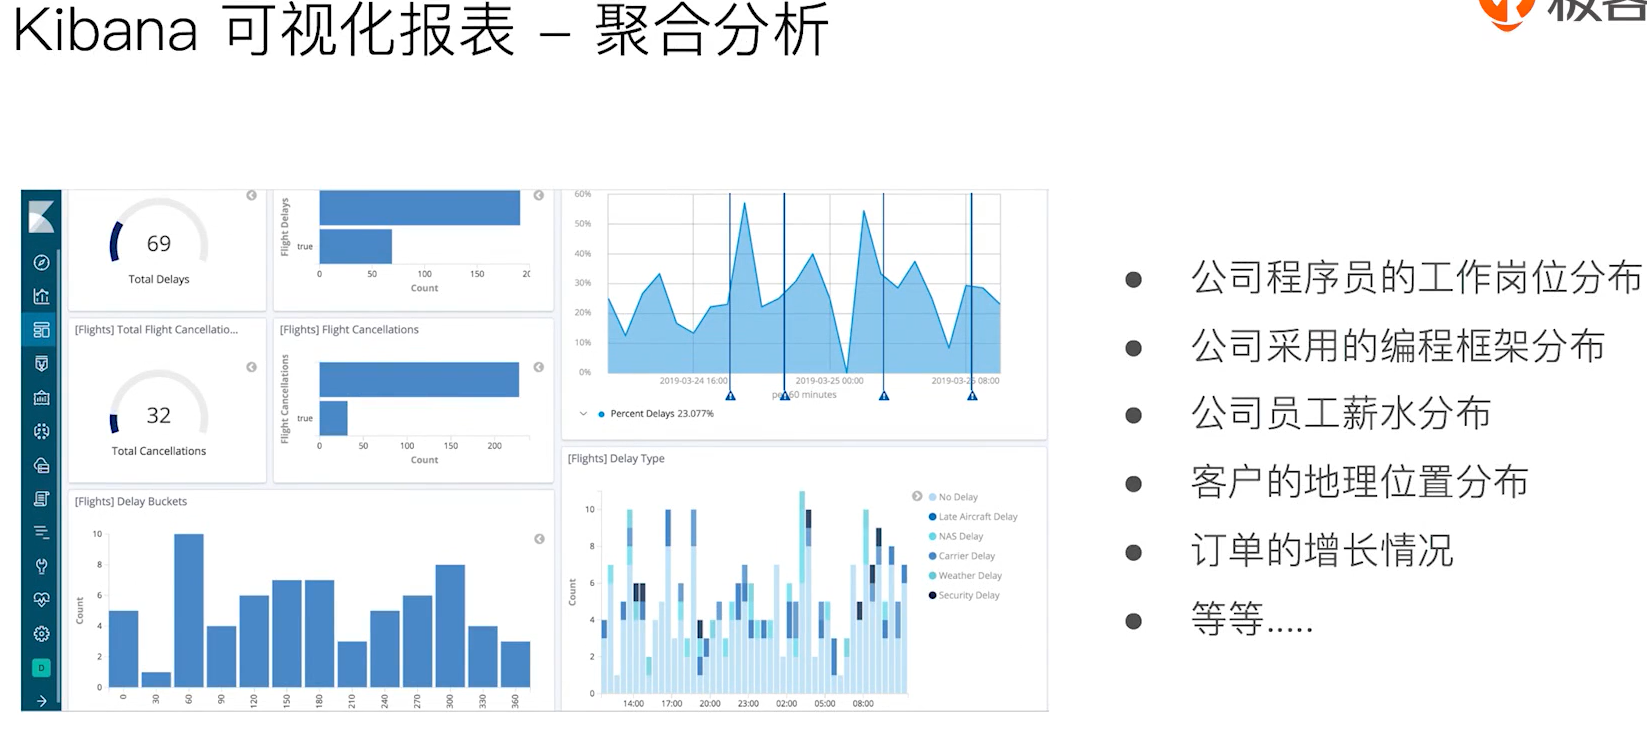 Kibana 可视化报表 – 聚合分析
69
Total Delays
Flight Delays
true
0 50 100 150
Count
60%
50%
40%
30%
20%
10%
0%
2019-03-24 16:00 2019-03-25 00:00
per 60 minutes
Percent Delays 23.077%
[Flights] Total Flight Cancellatio...
32
Total Cancellations
[Flights] Flight Cancellations
Flight Cancellations
true
0 50 100 150 200
Count
[Flights] Delay Buckets
Count
10
8
6
4
2
0
0 30 60 90 120 150 180 210 240 270 300 330 360
[Flights] Delay Type
Count
10
8
6
4
2
0
14:00 17:00 20:00 23:00 02:00 05:00 08:00
No Delay
Late Aircraft Delay
NAS Delay
Carrier Delay
Weather Delay
Security Delay
D
● 公司程序员的工作岗位分布
● 公司采用的编程框架分布
● 公司员工薪水分布
● 客户的地理位置分布
● 订单的增长情况
● 等等.....